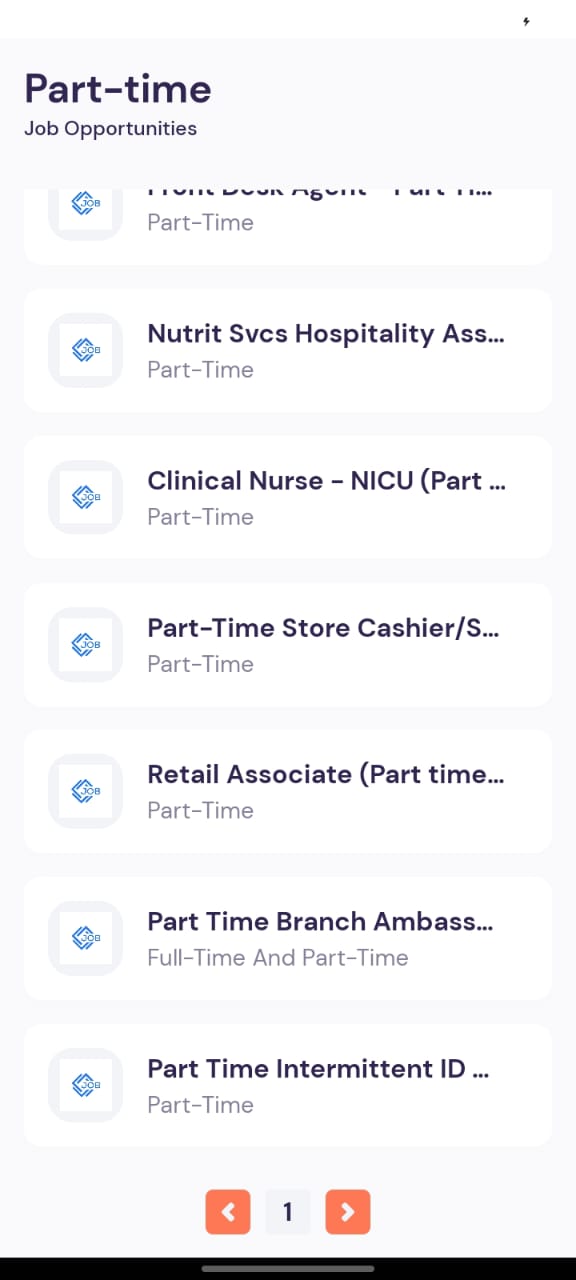 Part-time
Job Opportunities
Front Desk Agent - Part Ti...
Part-Time
JOB
Nutrit Svcs Hospitality Ass...
Part-Time
JOB
Clinical Nurse - NICU (Part ...
Part-Time
JOB
Part-Time Store Cashier/S...
Part-Time
JOB
Retail Associate (Part time...
Part-Time
JOB
Part Time Branch Ambass...
Full-Time And Part-Time
JOB
Part Time Intermittent ID ...
Part-Time
JOB
1